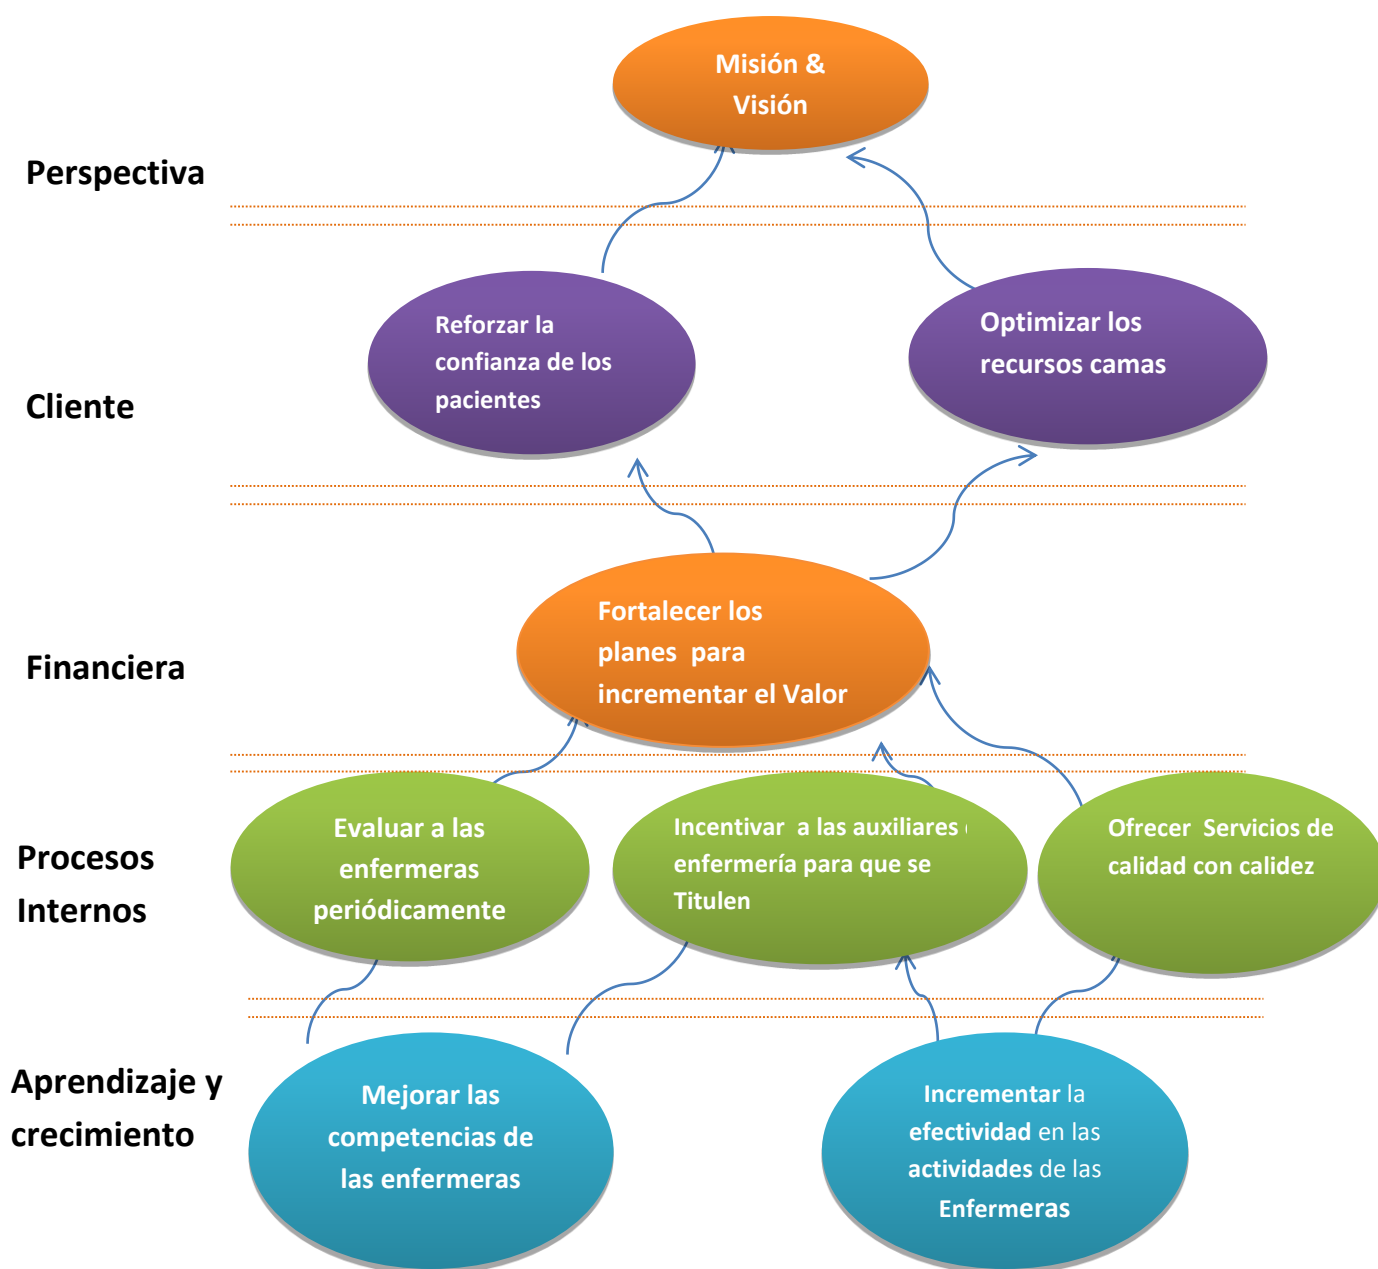 Misión &
Visión
Perspectiva
Reforzar la
confianza de los
pacientes
Optimizar los
recursos camas
Cliente
Fortalecer los
planes para
incrementar el Valor
Financiera
Evaluar a las
enfermeras
periódicamente
Incentivar a las auxiliares
enfermería para que se
Titulen
Ofrecer Servicios de
calidad con calidez
Procesos
Internos
Aprendizaje y
crecimiento
Mejorar las
competencias de
las enfermeras
Incrementar la
efectividad en las
actividades de las
Enfermeras